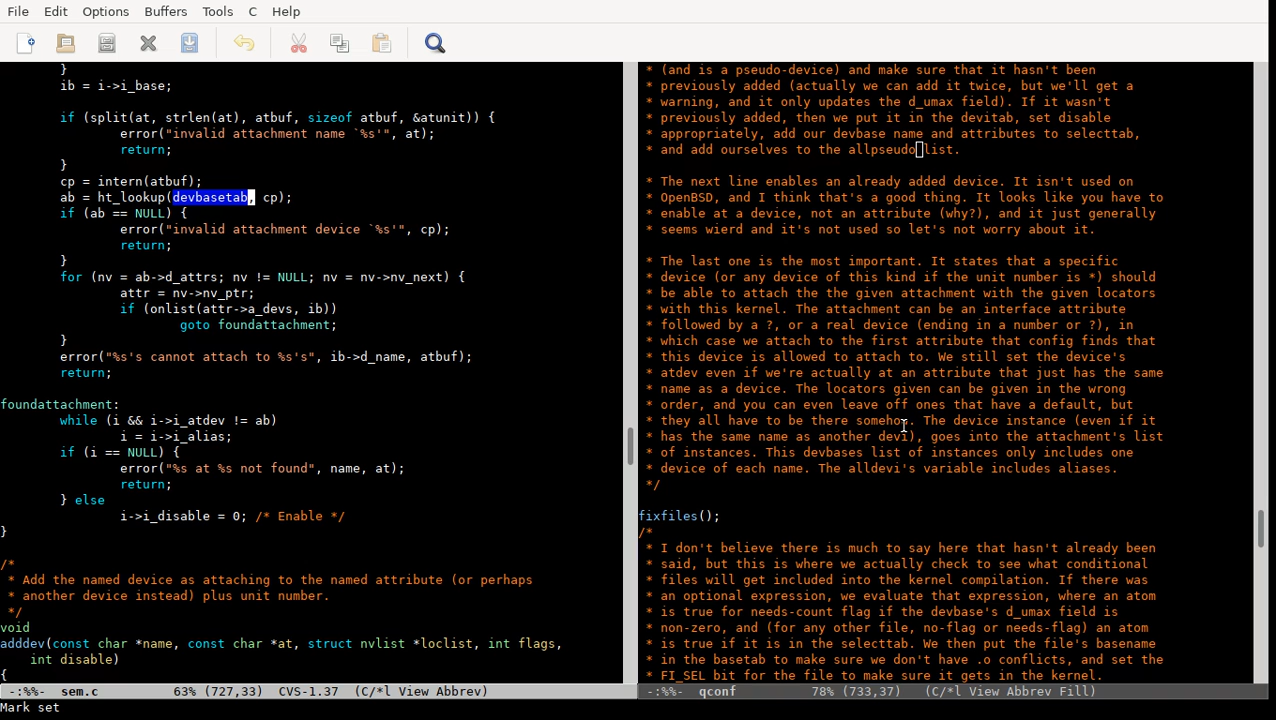 File Edit Options Buffers Tools C Help
}
ib = i->i_base;
if (split(at, strlen(at), atbuf, sizeof atbuf, &atunit)) {
error("invalid attachment name `%s'", at);
return;
}
cp = intern(atbuf);
ab = ht_lookup(devbasetab, cp);
if (ab == NULL) {
error("invalid attachment device `%s'", cp);
return;
}
for (nv = ab->d_attrs; nv != NULL; nv = nv->nv_next) {
attr = nv->nv_ptr;
if (onlist(attr->a_devs, ib))
goto foundattachment;
}
error("%s's cannot attach to %s's", ib->d_name, atbuf);
return;
foundattachment:
while (i && i->i_atdev != ab)
i = i->i_alias;
if (i == NULL) {
error("%s at %s not found", name, at);
return;
} else
i->i_disable = 0; /* Enable */
}
/*
* Add the named device as attaching to the named attribute (or perhaps
* another device instead) plus unit number.
*/
void
adddev(const char *name, const char *at, struct nvlist *loclist, int flags,
int disable)
{
-:%%- sem.c 63% (727,33) CVS-1.37 (C/*l View Abbrev)
* (and is a pseudo-device) and make sure that it hasn't been
* previously added (actually we can add it twice, but we'll get a
* warning, and it only updates the d_umax field). If it wasn't
* previously added, then we put it in the devitab, set disable
* appropriately, add our devbase name and attributes to selecttab,
* and add ourselves to the allpseudo list.
* The next line enables an already added device. It isn't used on
* OpenBSD, and I think that's a good thing. It looks like you have to
* enable at a device, not an attribute (why?), and it just generally
* seems wierd and it's not used so let's not worry about it.
* The last one is the most important. It states that a specific
* device (or any device of this kind if the unit number is *) should
* be able to attach the the given attachment with the given locators
* with this kernel. The attachment can be an interface attribute
* followed by a ?, or a real device (ending in a number or ?), in
* which case we attach to the first attribute that config finds that
* this device is allowed to attach to. We still set the device's
* atdev even if we're actually at an attribute that just has the same
* name as a device. The locators given can be given in the wrong
* order, and you can even leave off ones that have a default, but
* they all have to be there somehow. The device instance (even if it
* has the same name as another devi), goes into the attachment's list
* of instances. This devbases list of instances only includes one
* device of each name. The alldevi's variable includes aliases.
*/
fixfiles();
/*
* I don't believe there is much to say here that hasn't already been
* said, but this is where we actually check to see what conditional
* files will get included into the kernel compilation. If there was
* an optional expression, we evaluate that expression, where an atom
* is true for needs-count flag if the devbase's d_umax field is
* non-zero, and (for any other file, no-flag or needs-flag) an atom
* is true if it is in the selecttab. We then put the file's basename
* in the basetab to make sure we don't have .o conflicts, and set the
* FI_SEL bit for the file to make sure it gets in the kernel.
-:%%- qconf 78% (733,37) (C/*l View Abbrev Fill)
Mark set